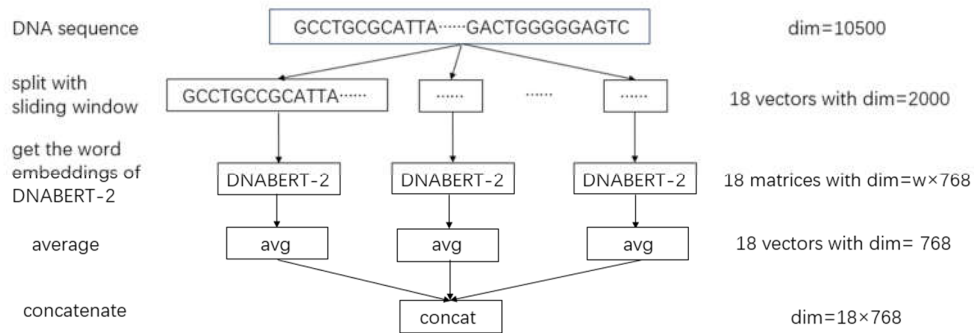 DNA sequence
GCCTGCGCATTA······GACTGGGGGAGTC
dim=10500
split with
sliding window
GCCTGCCGCATTA······
······
······
······
18 vectors with dim=2000
get the word
embeddings of
DNABERT-2
DNABERT-2
DNABERT-2
DNABERT-2
18 matrices with dim=w×768
average
avg
avg
avg
18 vectors with dim= 768
concatenate
concat
dim=18×768